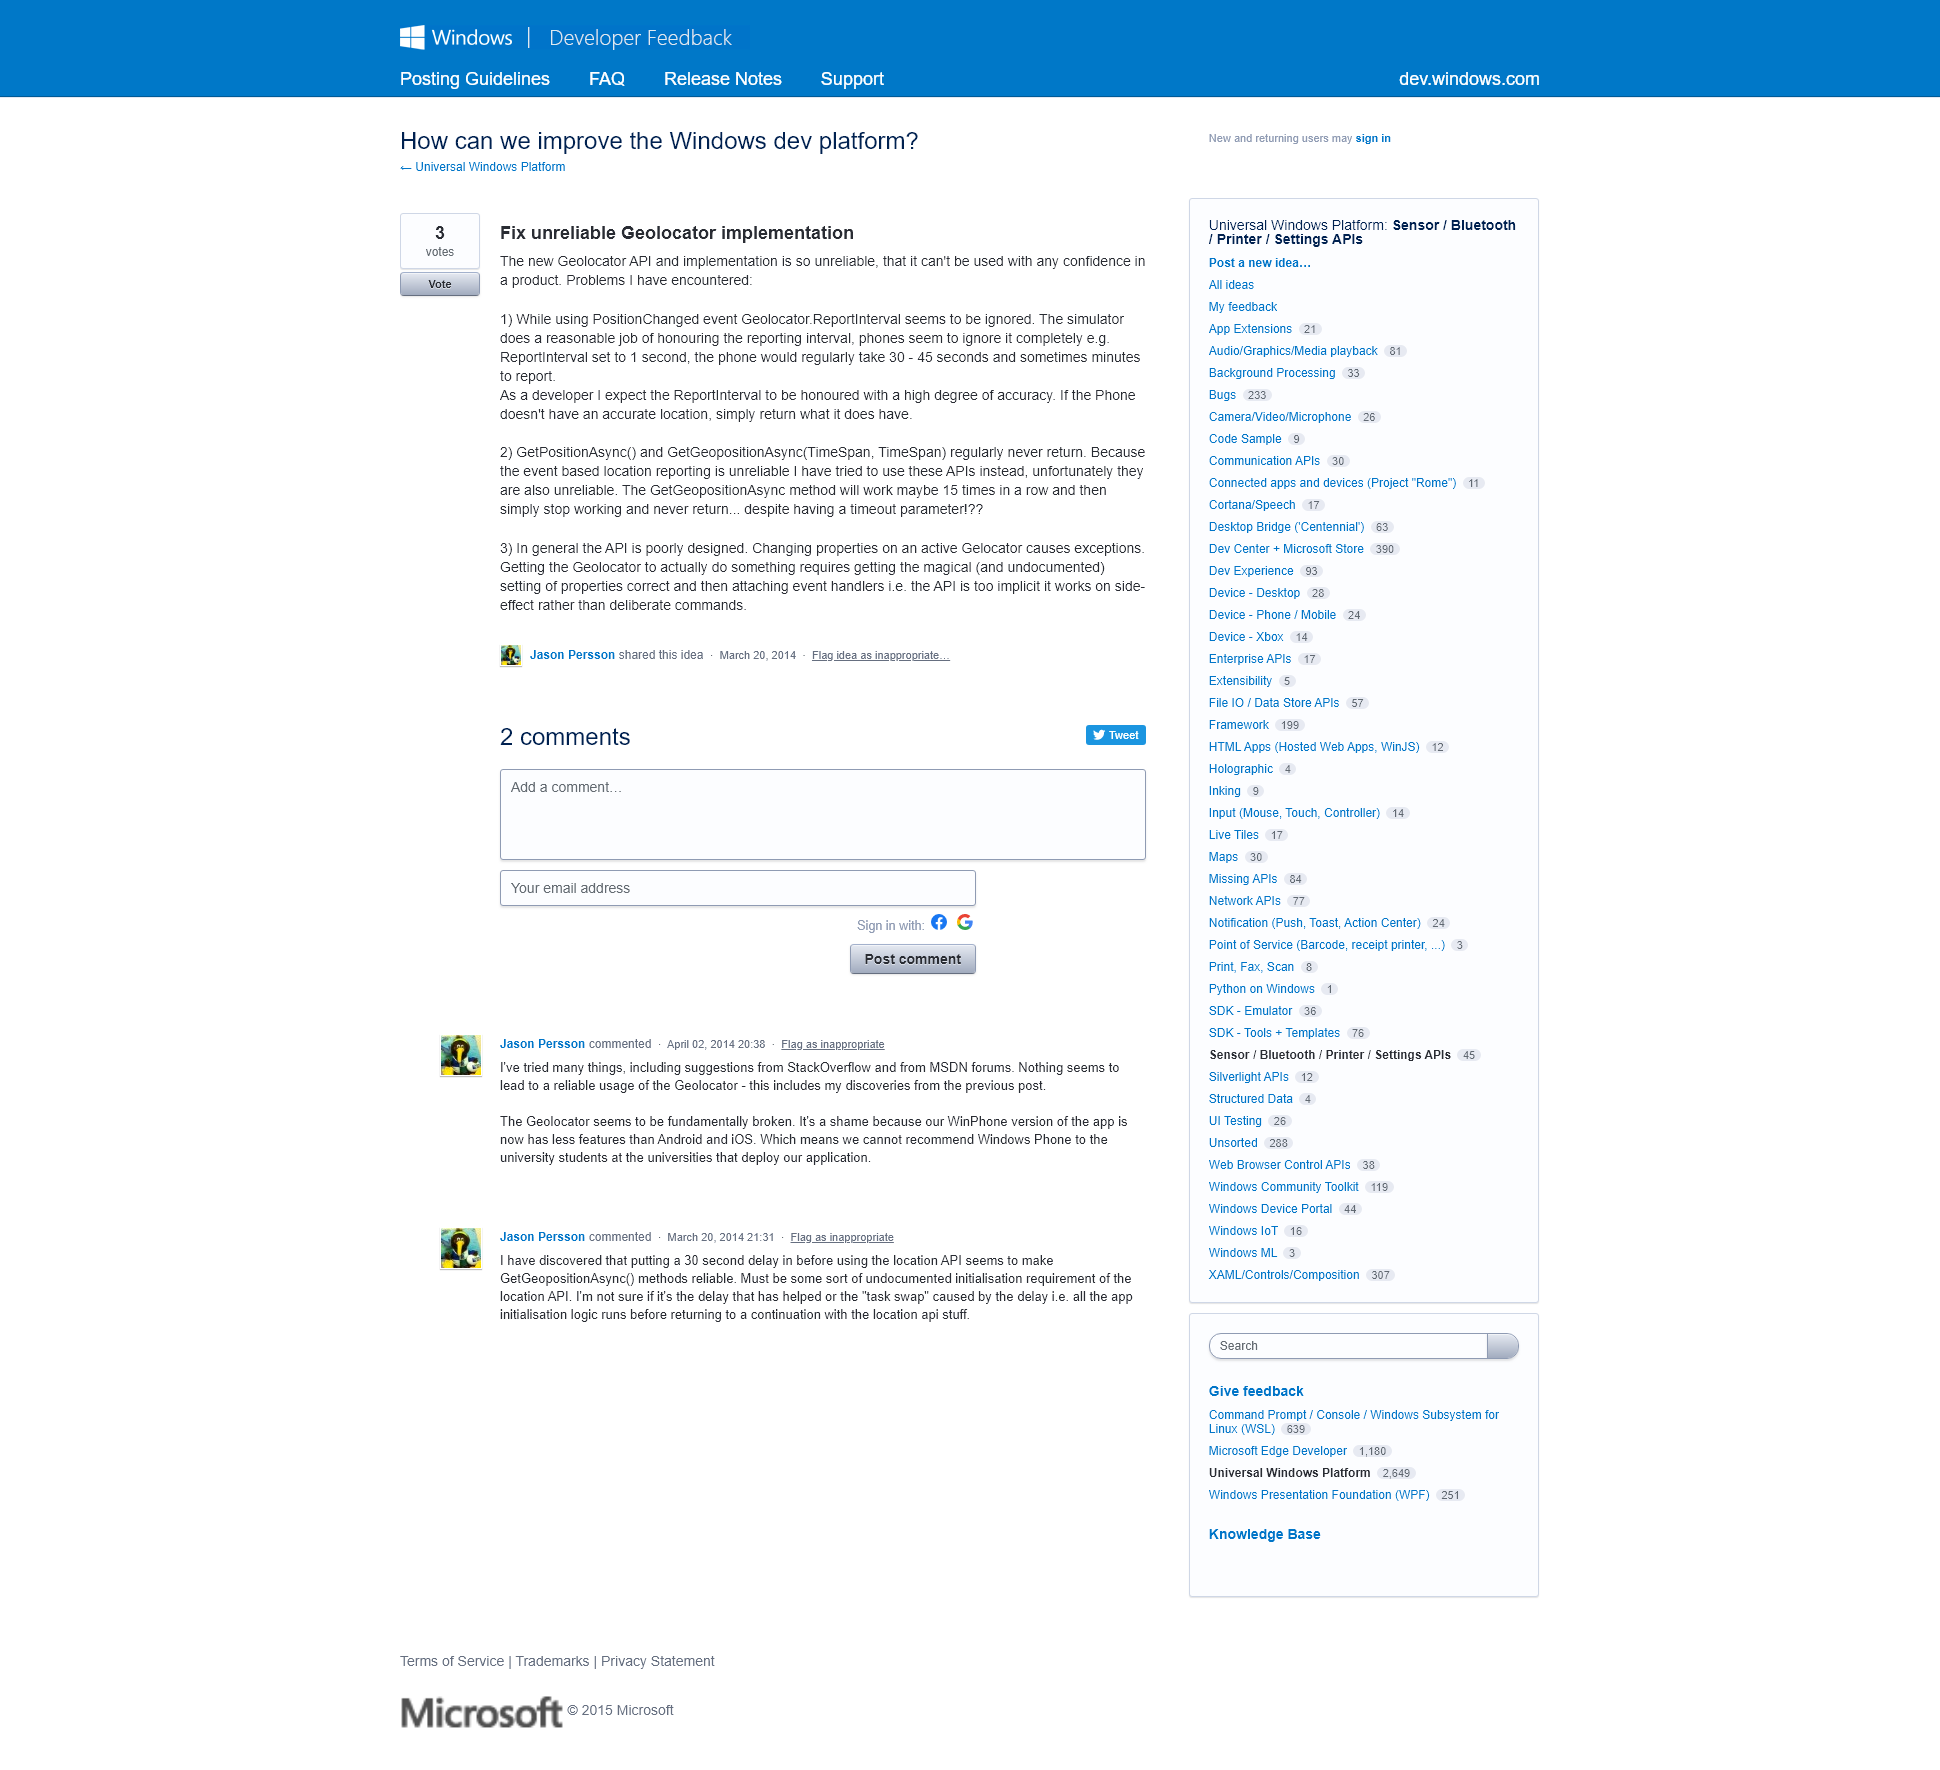 Windows | Developer Feedback
Posting Guidelines FAQ Release Notes Support dev.windows.com
How can we improve the Windows dev platform?
← Universal Windows Platform
New and returning users may sign in
3
votes
Vote
Fix unreliable Geolocator implementation
The new Geolocator API and implementation is so unreliable, that it can't be used with any confidence in
a product. Problems I have encountered:
1) While using PositionChanged event Geolocator.ReportInterval seems to be ignored. The simulator
does a reasonable job of honouring the reporting interval, phones seem to ignore it completely e.g.
ReportInterval set to 1 second, the phone would regularly take 30 - 45 seconds and sometimes minutes
to report.
As a developer I expect the ReportInterval to be honoured with a high degree of accuracy. If the Phone
doesn't have an accurate location, simply return what it does have.
2) GetPositionAsync() and GetGeopositionAsync(TimeSpan, TimeSpan) regularly never return. Because
the event based location reporting is unreliable I have tried to use these APIs instead, unfortunately they
are also unreliable. The GetGeopositionAsync method will work maybe 15 times in a row and then
simply stop working and never return... despite having a timeout parameter!??
3) In general the API is poorly designed. Changing properties on an active Gelocator causes exceptions.
Getting the Geolocator to actually do something requires getting the magical (and undocumented)
setting of properties correct and then attaching event handlers i.e. the API is too implicit it works on side-
effect rather than deliberate commands.
Jason Persson shared this idea · March 20, 2014 · Flag idea as inappropriate…
2 comments
Tweet
Add a comment…
Your email address
Sign in with:
Post comment
Jason Persson commented · April 02, 2014 20:38 · Flag as inappropriate
I've tried many things, including suggestions from StackOverflow and from MSDN forums. Nothing seems to
lead to a reliable usage of the Geolocator - this includes my discoveries from the previous post.
The Geolocator seems to be fundamentally broken. It's a shame because our WinPhone version of the app is
now has less features than Android and iOS. Which means we cannot recommend Windows Phone to the
university students at the universities that deploy our application.
Jason Persson commented · March 20, 2014 21:31 · Flag as inappropriate
I have discovered that putting a 30 second delay in before using the location API seems to make
GetGeopositionAsync() methods reliable. Must be some sort of undocumented initialisation requirement of the
location API. I'm not sure if it's the delay that has helped or the "task swap" caused by the delay i.e. all the app
initialisation logic runs before returning to a continuation with the location api stuff.
Universal Windows Platform: Sensor / Bluetooth
/ Printer / Settings APIs
Post a new idea…
All ideas
My feedback
App Extensions 21
Audio/Graphics/Media playback 81
Background Processing 33
Bugs 233
Camera/Video/Microphone 26
Code Sample 9
Communication APIs 30
Connected apps and devices (Project "Rome") 11
Cortana/Speech 17
Desktop Bridge ('Centennial') 63
Dev Center + Microsoft Store 390
Dev Experience 93
Device - Desktop 28
Device - Phone / Mobile 24
Device - Xbox 14
Enterprise APIs 17
Extensibility 5
File IO / Data Store APIs 57
Framework 199
HTML Apps (Hosted Web Apps, WinJS) 12
Holographic 4
Inking 9
Input (Mouse, Touch, Controller) 14
Live Tiles 17
Maps 30
Missing APIs 84
Network APIs 77
Notification (Push, Toast, Action Center) 24
Point of Service (Barcode, receipt printer, ...) 3
Print, Fax, Scan 8
Python on Windows 1
SDK - Emulator 36
SDK - Tools + Templates 76
Sensor / Bluetooth / Printer / Settings APIs 45
Silverlight APIs 12
Structured Data 4
UI Testing 26
Unsorted 288
Web Browser Control APIs 38
Windows Community Toolkit 119
Windows Device Portal 44
Windows IoT 16
Windows ML 3
XAML/Controls/Composition 307
Search
Give feedback
Command Prompt / Console / Windows Subsystem for
Linux (WSL) 639
Microsoft Edge Developer 1,180
Universal Windows Platform 2,649
Windows Presentation Foundation (WPF) 251
Knowledge Base
Terms of Service | Trademarks | Privacy Statement
Microsoft © 2015 Microsoft